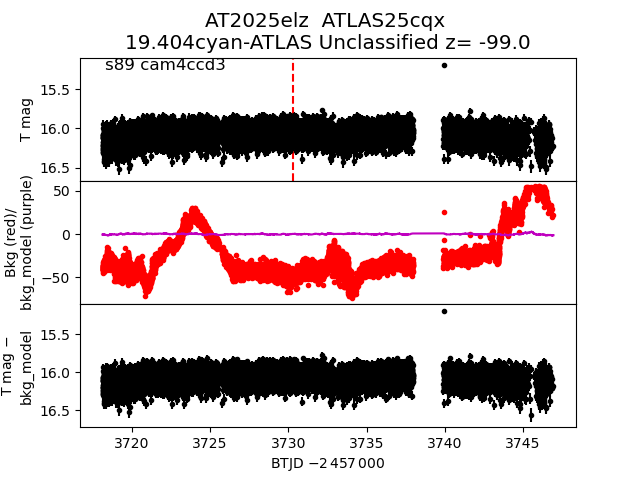 AT2025elz  ATLAS25cqx
19.404cyan-ATLAS Unclassified z= -99.0
s89 cam4ccd3
T mag
15.5
16.0
16.5
Bkg (red)/
bkg_model (purple)
50
0
−50
T mag −
bkg_model
15.5
16.0
16.5
3720 3725 3730 3735 3740 3745
BTJD −2 457 000